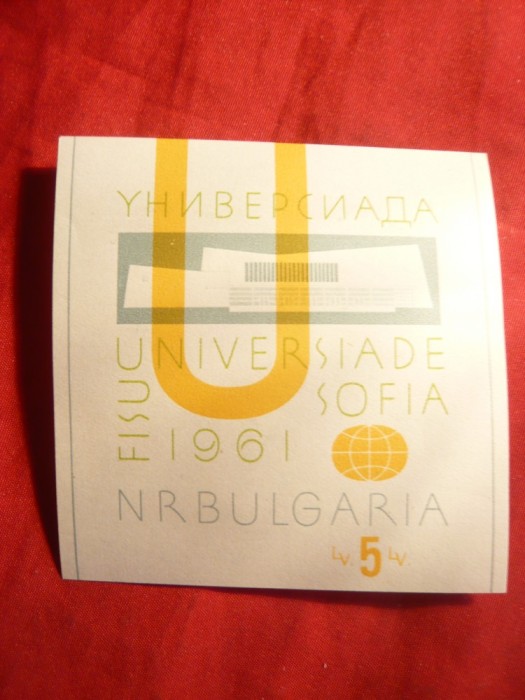 U
УНИВЕРСИАДА
UNIVERSIADE
FISU
SOFIA
1961
NRBULGARIA
Lv. 5 Lv.